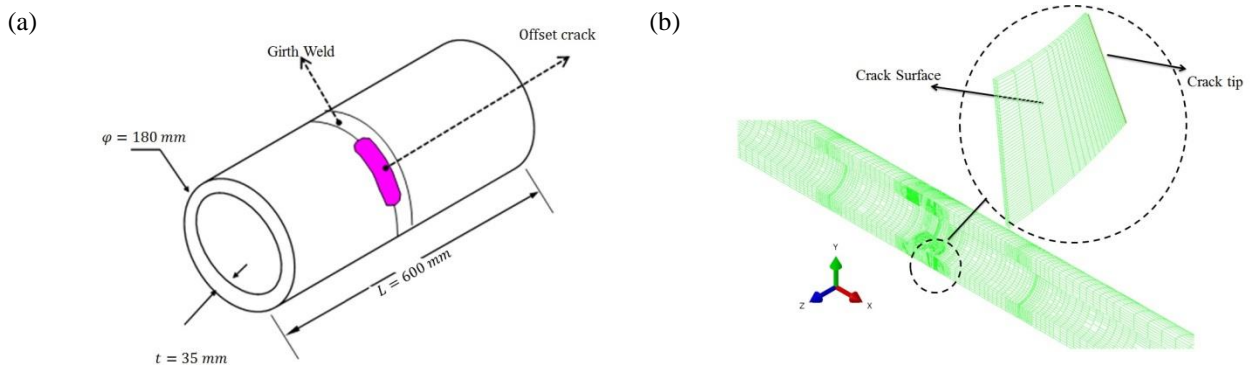 (a)
Girth Weld
Offset crack
φ = 180 mm
L = 600 mm
t = 35 mm
(b)
Crack Surface
Crack tip
Y
Z
X